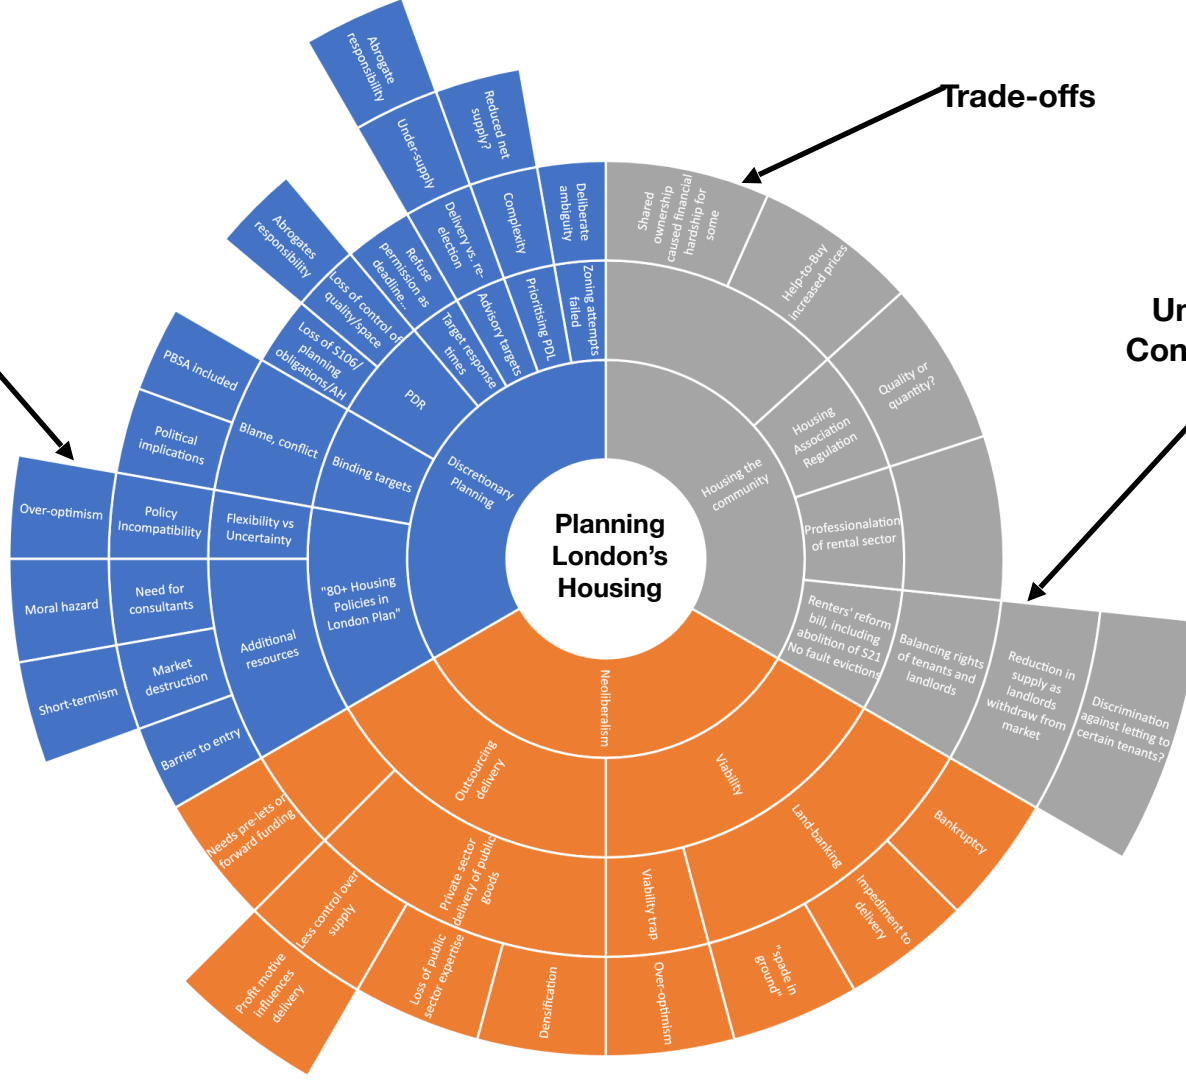 Trade-offs
Un
Con
Planning
London's
Housing
Housing the
community
Shared
ownership
caused financial
hardship for
some
Help-to-Buy
increased prices
Housing
Association
Regulation
Quality or
quantity?
Professionalation
of rental sector
Renters' reform
bill, including
abolition of S21
No fault evictions
Balancing rights
of tenants and
landlords
Reduction in
supply as
landlords
withdraw from
market
Discrimination
against letting to
certain tenants?
Neoliberalism
Viability
Land-banking
Bankruptcy
Impediment to
delivery
"spade in
ground"
Viability trap
Over-optimism
Outsourcing
delivery
Private sector
delivery of public
goods
Densification
Loss of public
sector expertise
Less control over
supply
Profit motive
influences
delivery
Needs pre-lets or
forward funding
Discretionary
Planning
"80+ Housing
Policies in
London Plan"
Additional
resources
Barrier to entry
Market
destruction
Short-termism
Need for
consultants
Moral hazard
Flexibility vs
Uncertainty
Policy
Incompatibility
Over-optimism
Binding targets
Blame, conflict
Political
implications
PBSA included
PDR
Loss of S106/
planning
obligations/AH
Loss of control of
quality/space
Abrogates
responsibility
Target response
times
Refuse
permission as
deadline...
Advisory targets
Delivery vs. re-
election
Under-supply
Abrogate
responsibility
Prioritising PDL
Complexity
Reduced net
supply?
Zoning attempts
failed
Deliberate
ambiguity